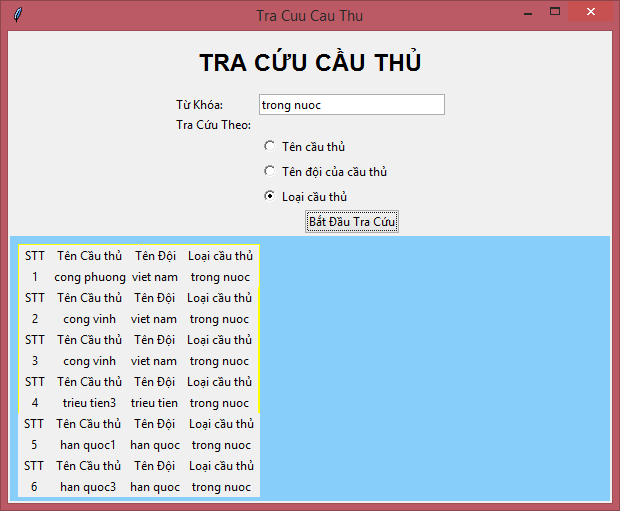 Tra Cuu Cau Thu
TRA CỨU CẦU THỦ
Từ Khóa: trong nuoc
Tra Cứu Theo:
Tên cầu thủ
Tên đội của cầu thủ
Loại cầu thủ
Bắt Đầu Tra Cứu
STT Tên Cầu thủ Tên Đội Loại cầu thủ
1 cong phuong viet nam trong nuoc
STT Tên Cầu thủ Tên Đội Loại cầu thủ
2 cong vinh viet nam trong nuoc
STT Tên Cầu thủ Tên Đội Loại cầu thủ
3 cong vinh viet nam trong nuoc
STT Tên Cầu thủ Tên Đội Loại cầu thủ
4 trieu tien3 trieu tien trong nuoc
STT Tên Cầu thủ Tên Đội Loại cầu thủ
5 han quoc1 han quoc trong nuoc
STT Tên Cầu thủ Tên Đội Loại cầu thủ
6 han quoc3 han quoc trong nuoc